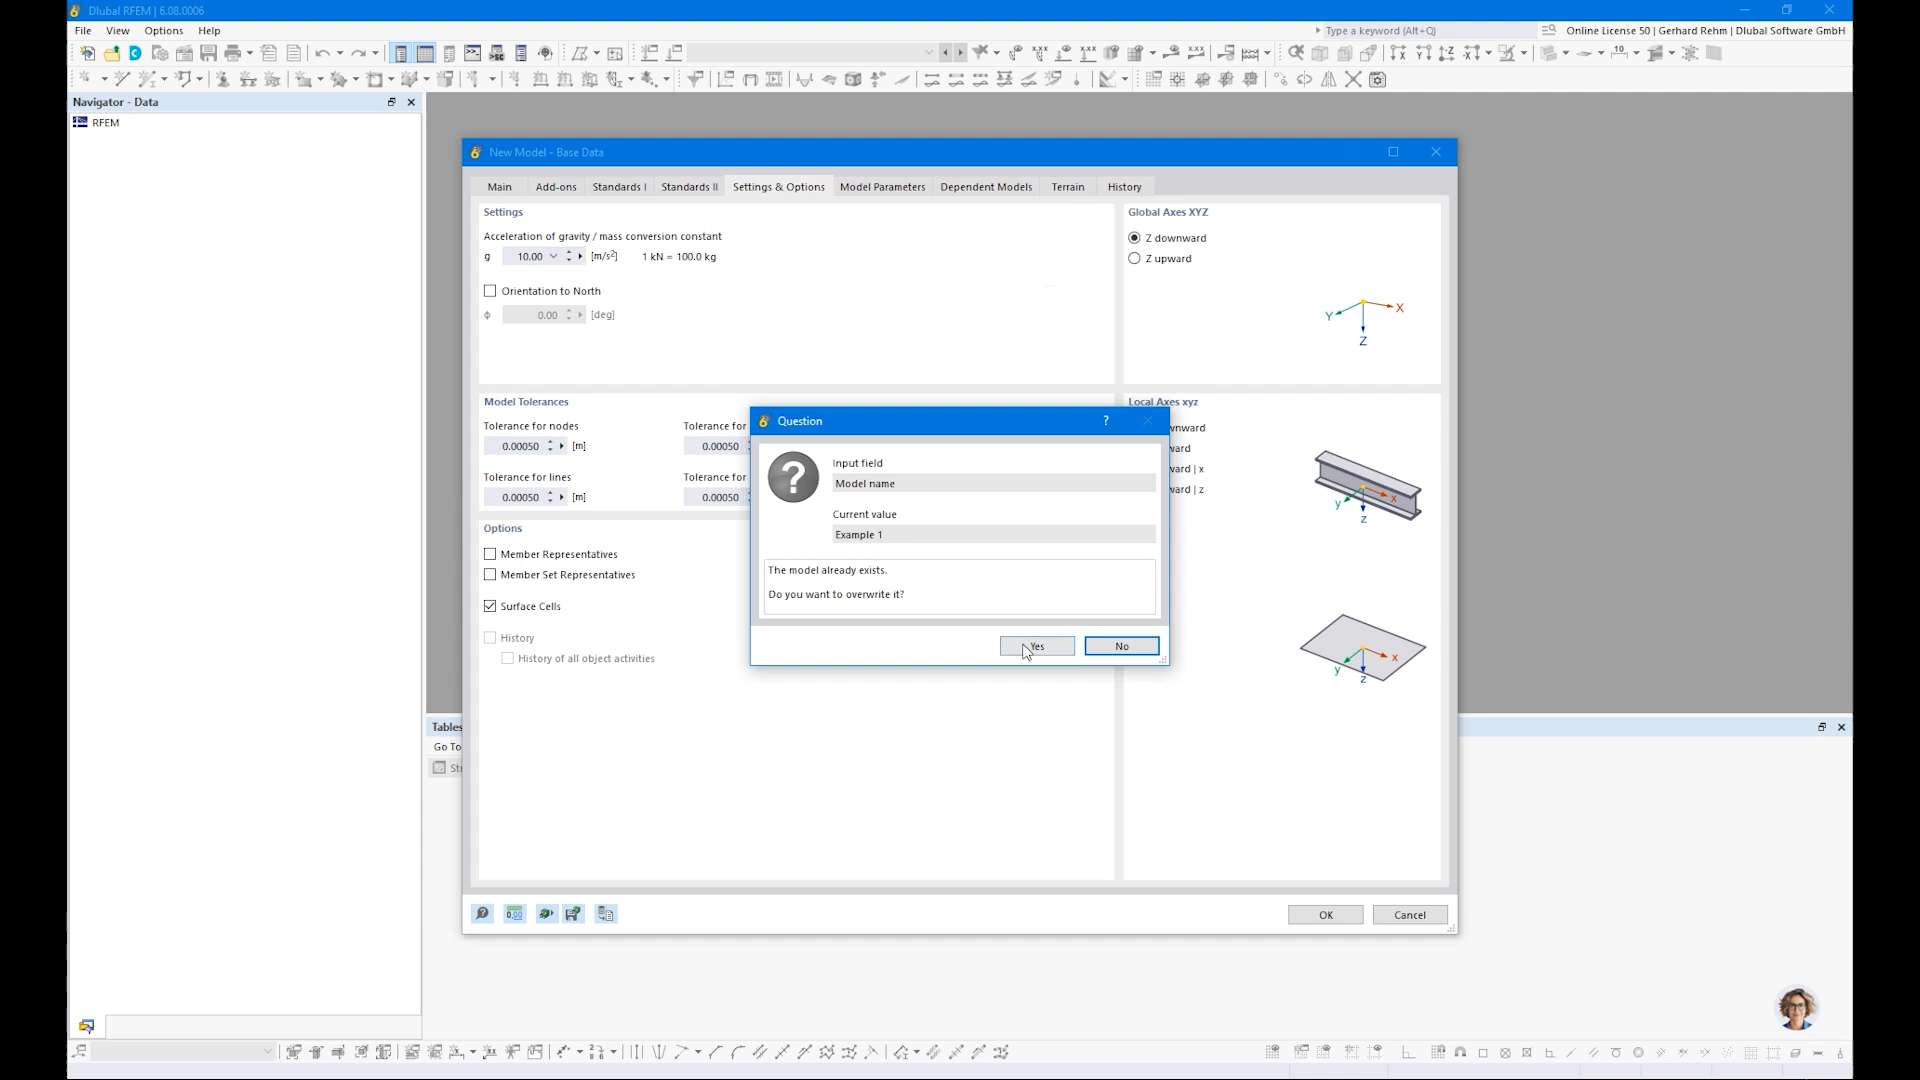 Dlubal RFEM | 6.08.0006
File View Options Help
Type a keyword (Alt+Q)
Online License 50 | Gerhard Rehm | Dlubal Software GmbH
Navigator - Data
RFEM
New Model - Base Data
Main Add-ons Standards I Standards II Settings & Options Model Parameters Dependent Models Terrain History
Settings
Acceleration of gravity / mass conversion constant
g 10.00 [m/s2] 1 kN = 100.0 kg
Orientation to North
ϕ 0.00 [deg]
Global Axes XYZ
Z downward
Z upward
X
Y
Z
Model Tolerances
Tolerance for nodes Tolerance for
0.00050 [m] 0.00050
Tolerance for lines Tolerance for
0.00050 [m] 0.00050
Options
Member Representatives
Member Set Representatives
Surface Cells
History
History of all object activities
Local Axes xyz
wnward
ward
ward | x
ward | z
x
y
z
x
y
z
Question
?
Input field
Model name
Current value
Example 1
The model already exists.
Do you want to overwrite it?
Yes No
Tables
Go To
OK Cancel